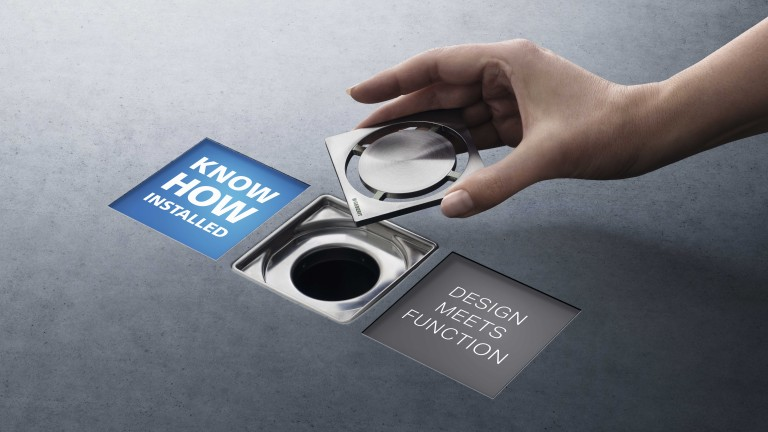 KNOW
HOW
INSTALLED
DESIGN
MEETS
FUNCTION